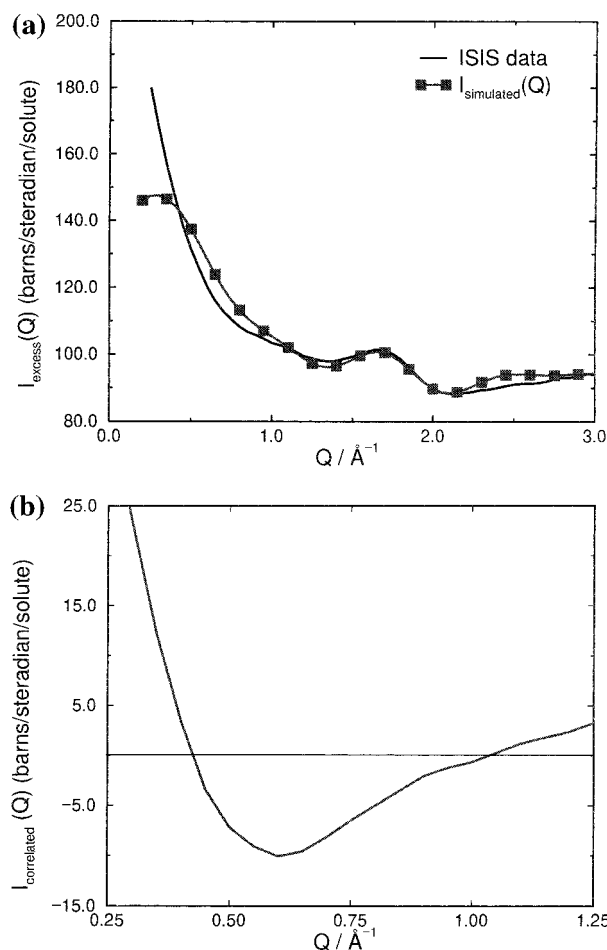 (a)
200.0
180.0
160.0
140.0
120.0
100.0
80.0
I_excess(Q) (barns/steradian/solute)
ISIS data
I_simulated(Q)
0.0 1.0 2.0 3.0
Q / Å⁻¹
(b)
25.0
15.0
5.0
−5.0
−15.0
I_correlated (Q) (barns/steradian/solute)
0.25 0.50 0.75 1.00 1.25
Q / Å⁻¹